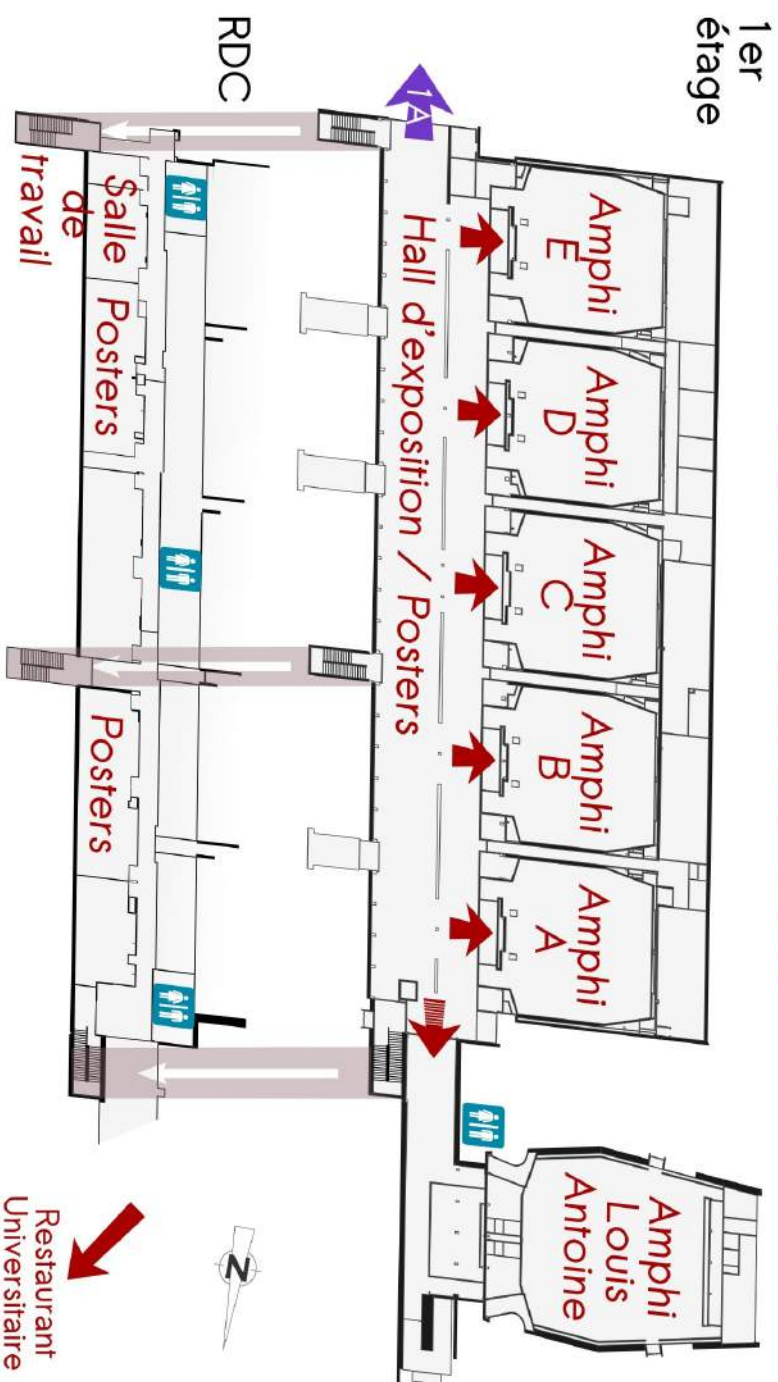 1er
étage
1A
Amphi
E
Amphi
D
Amphi
C
Amphi
B
Amphi
A
Amphi
Louis
Antoine
Hall d'exposition / Posters
RDC
Salle
de
travail
Posters
Posters
N
Restaurant
Universitaire